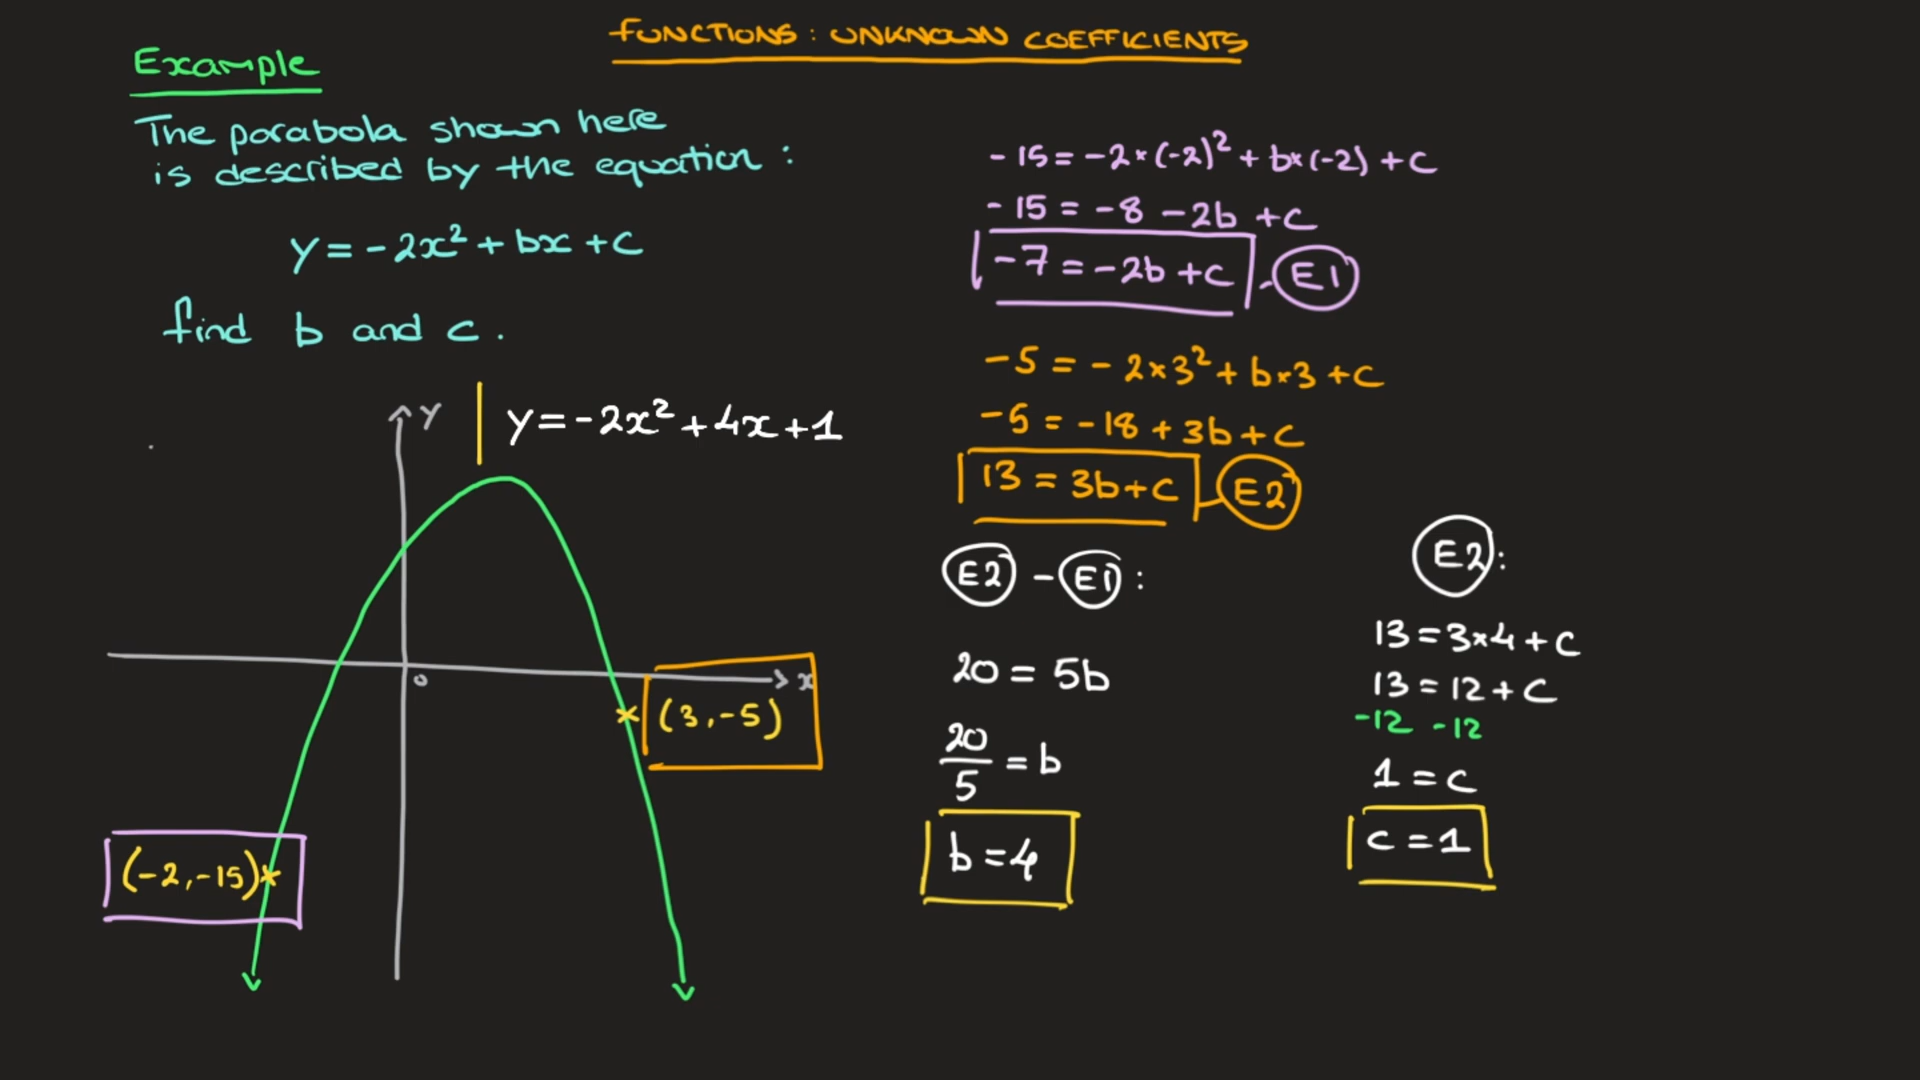 FUNCTIONS: UNKNOWN COEFFICIENTS
Example
The parabola shown here
is described by the equation:
y = -2x² + bx + c
find b and c.
y
y = -2x² + 4x + 1
x
0
(3, -5)
(-2, -15)
-15 = -2×(-2)² + b×(-2) + c
-15 = -8 - 2b + c
-7 = -2b + c - E1
-5 = -2×3² + b×3 + c
-5 = -18 + 3b + c
13 = 3b + c - E2
E2 - E1:
20 = 5b
20/5 = b
b = 4
E2:
13 = 3×4 + c
13 = 12 + c
-12 -12
1 = c
c = 1